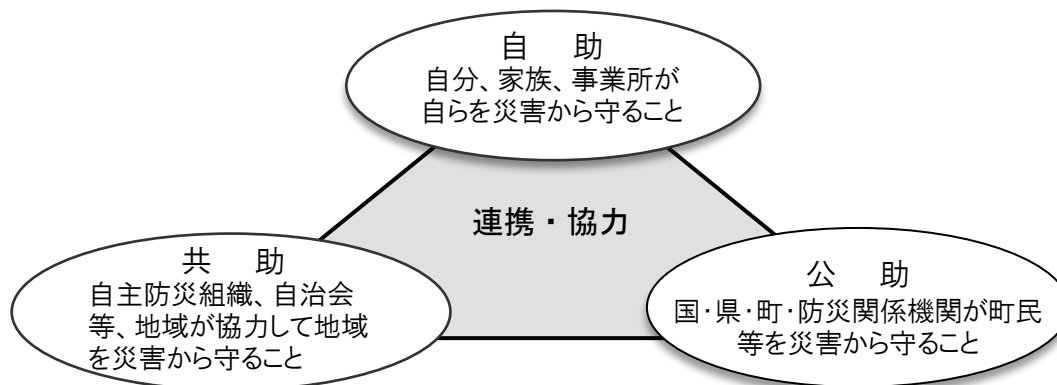 自　助
自分、家族、事業所が
自らを災害から守ること
連携・協力
共　助
自主防災組織、自治会
等、地域が協力して地域
を災害から守ること
公　助
国・県・町・防災関係機関が町民
等を災害から守ること